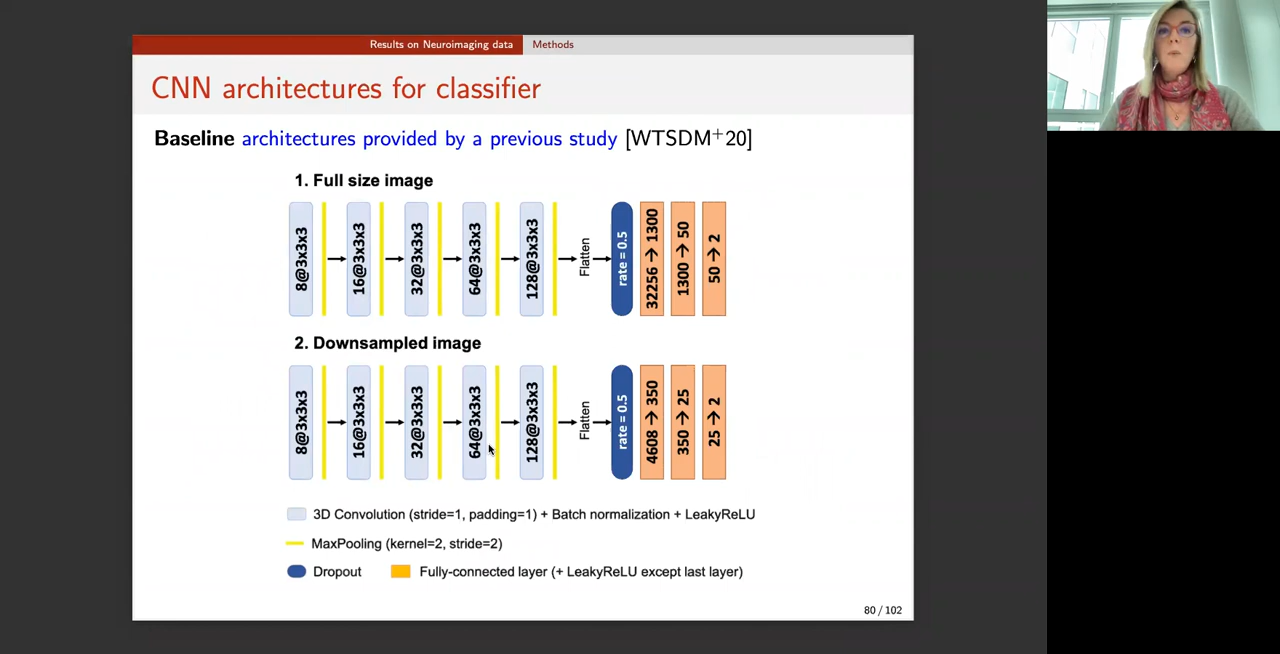 Results on Neuroimaging data Methods
CNN architectures for classifier
Baseline architectures provided by a previous study [WTSDM+20]
1. Full size image
8@3x3x3
16@3x3x3
32@3x3x3
64@3x3x3
128@3x3x3
Flatten
rate = 0.5
32256 → 1300
1300 → 50
50 → 2
2. Downsampled image
8@3x3x3
16@3x3x3
32@3x3x3
64@3x3x3
128@3x3x3
Flatten
rate = 0.5
4608 → 350
350 → 25
25 → 2
3D Convolution (stride=1, padding=1) + Batch normalization + LeakyReLU
MaxPooling (kernel=2, stride=2)
Dropout Fully-connected layer (+ LeakyReLU except last layer)
80 / 102